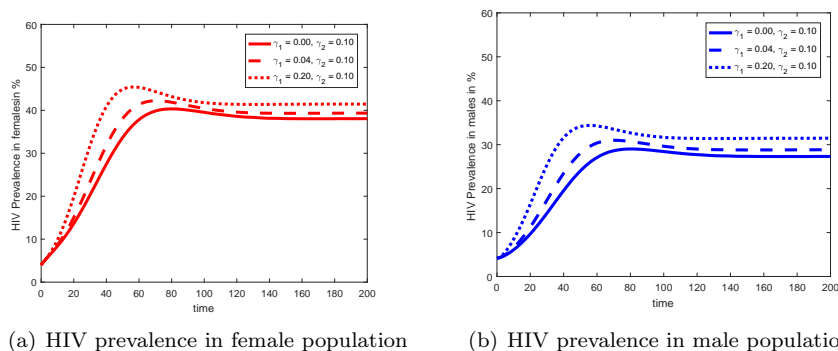 60
50
40
30
20
10
0
HIV Prevalence in femalesin %
γ1 = 0.00, γ2 = 0.10
γ1 = 0.04, γ2 = 0.10
γ1 = 0.20, γ2 = 0.10
0 20 40 60 80 100 120 140 160 180 200
time
(a) HIV prevalence in female population
60
50
40
30
20
10
0
HIV Prevalence in males in %
γ1 = 0.00, γ2 = 0.10
γ1 = 0.04, γ2 = 0.10
γ1 = 0.20, γ2 = 0.10
0 20 40 60 80 100 120 140 160 180 200
time
(b) HIV prevalence in male populatio